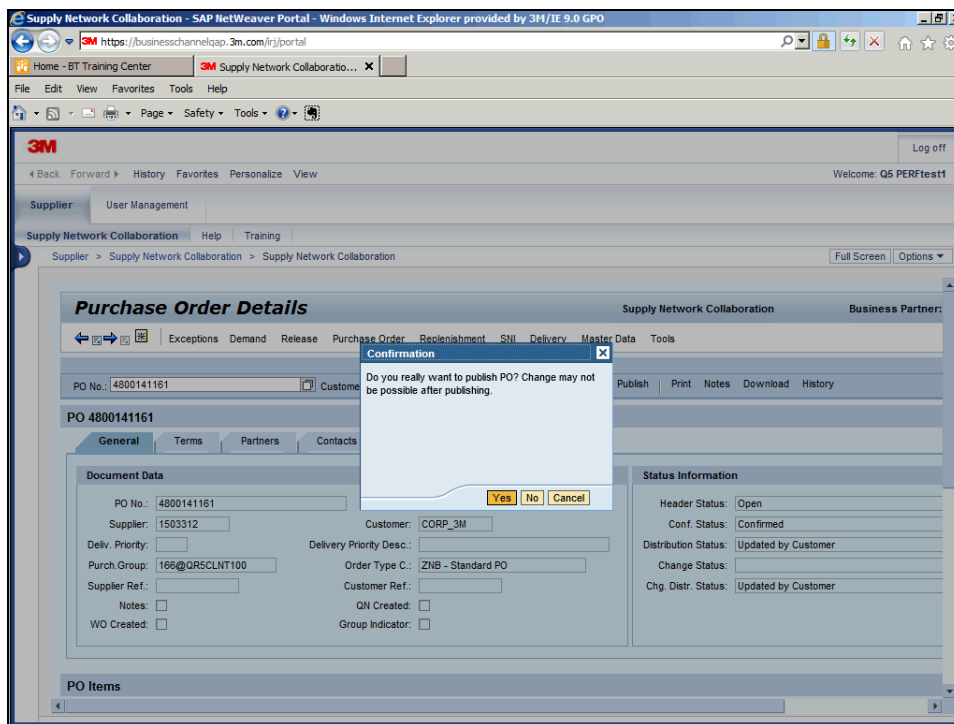 Supply Network Collaboration - SAP NetWeaver Portal - Windows Internet Explorer provided by 3M/IE 9.0 GPO
3M https://businesschannelqap.3m.com/irj/portal
Home - BT Training Center
3M Supply Network Collaboratio... X
File Edit View Favorites Tools Help
Page Safety Tools
3M
Log off
Back Forward History Favorites Personalize View
Welcome: Q5 PERFtest1
Supplier User Management
Supply Network Collaboration Help Training
Supplier > Supply Network Collaboration > Supply Network Collaboration
Full Screen Options
Purchase Order Details
Supply Network Collaboration
Business Partner:
Exceptions Demand Release Purchase Order Replenishment SNI Delivery Master Data Tools
PO No.: 4800141161
Custome
Publish Print Notes Download History
Confirmation
Do you really want to publish PO? Change may not
be possible after publishing.
Yes No Cancel
PO 4800141161
General Terms Partners Contacts
Document Data
PO No.: 4800141161
Supplier: 1503312
Customer: CORP_3M
Deliv. Priority:
Delivery Priority Desc.:
Purch.Group: 166@QR5CLNT100
Order Type C.: ZNB - Standard PO
Supplier Ref.:
Customer Ref.:
Notes:
QN Created:
WO Created:
Group Indicator:
Status Information
Header Status: Open
Conf. Status: Confirmed
Distribution Status: Updated by Customer
Change Status:
Chg. Distr. Status: Updated by Customer
PO Items